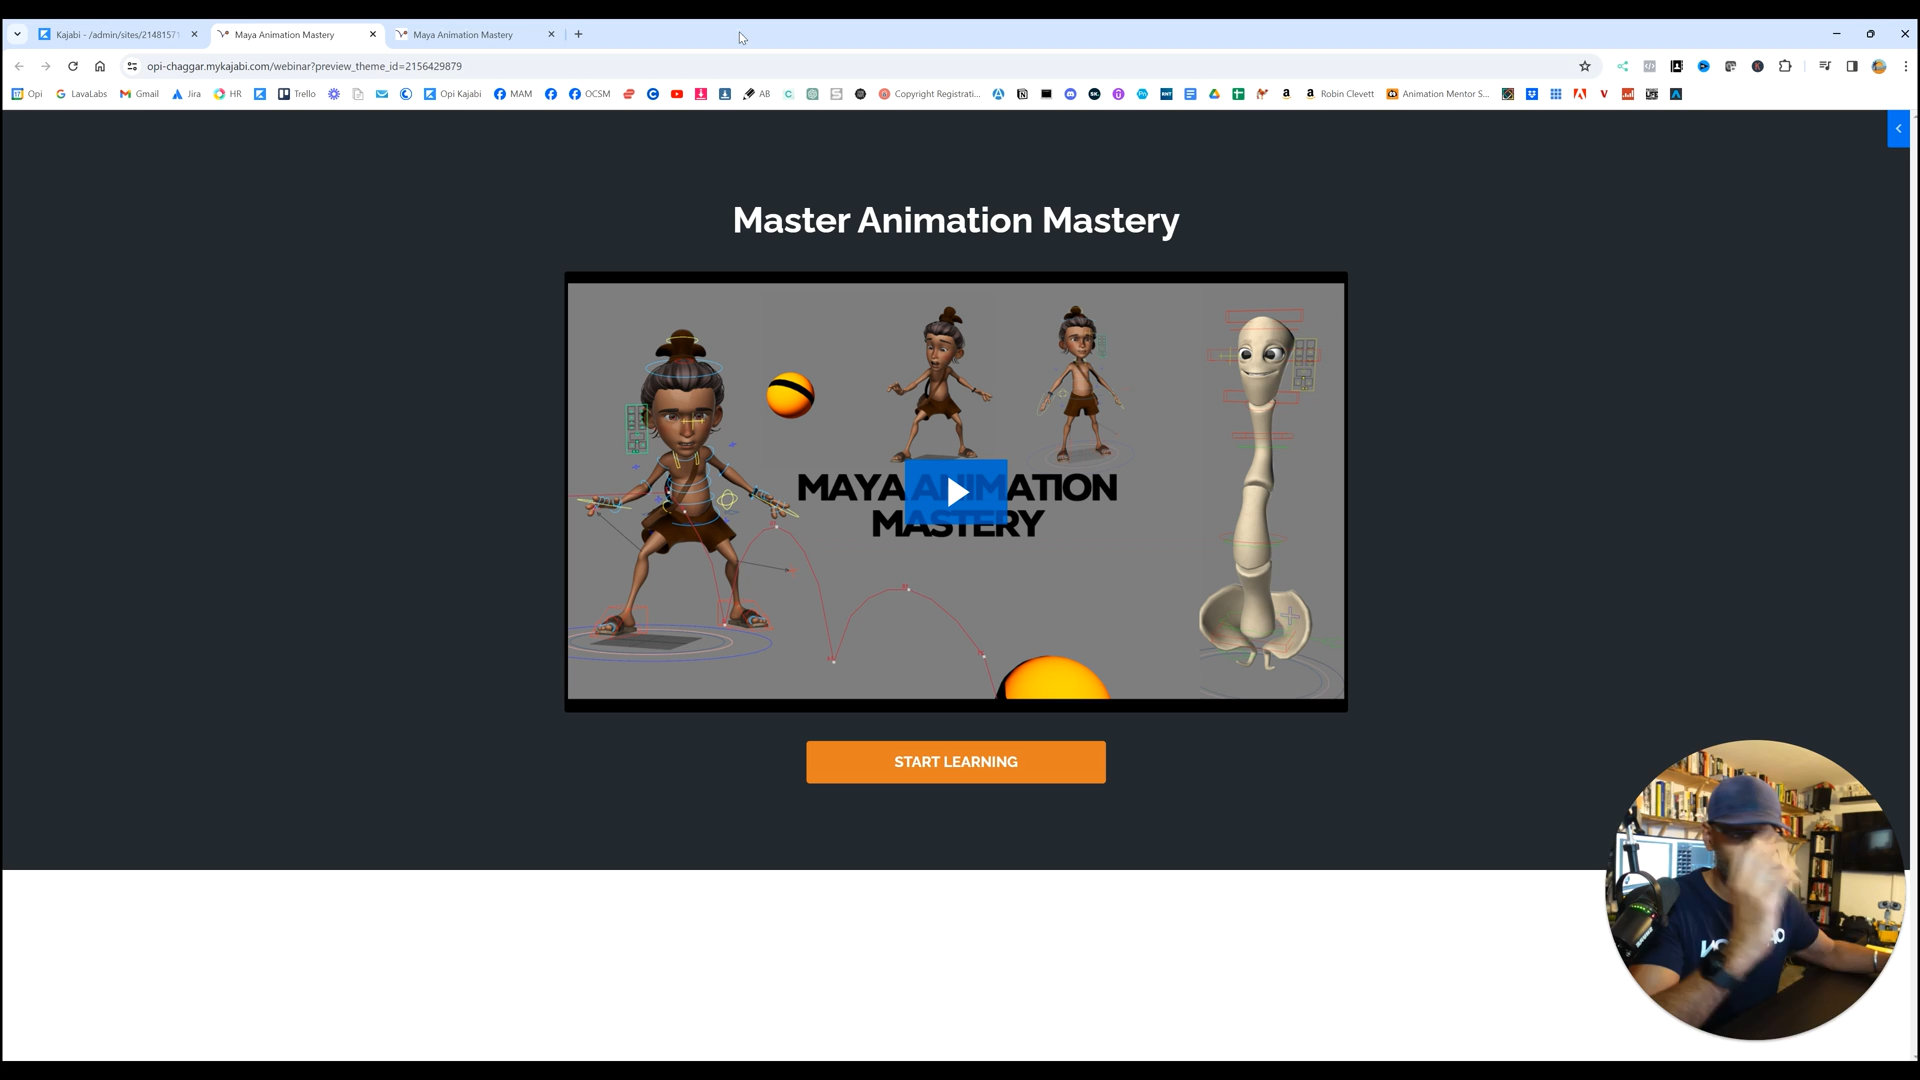 Kajabi - /admin/sites/21481571
Maya Animation Mastery
Maya Animation Mastery
opi-chaggar.mykajabi.com/webinar?preview_theme_id=2156429879
Opi
LavaLabs
Gmail
Jira
HR
Trello
Opi Kajabi
MAM
OCSM
AB
Copyright Registrati...
Robin Clevett
Animation Mentor S...
Master Animation Mastery
MAYA ANIMATION
MASTERY
START LEARNING